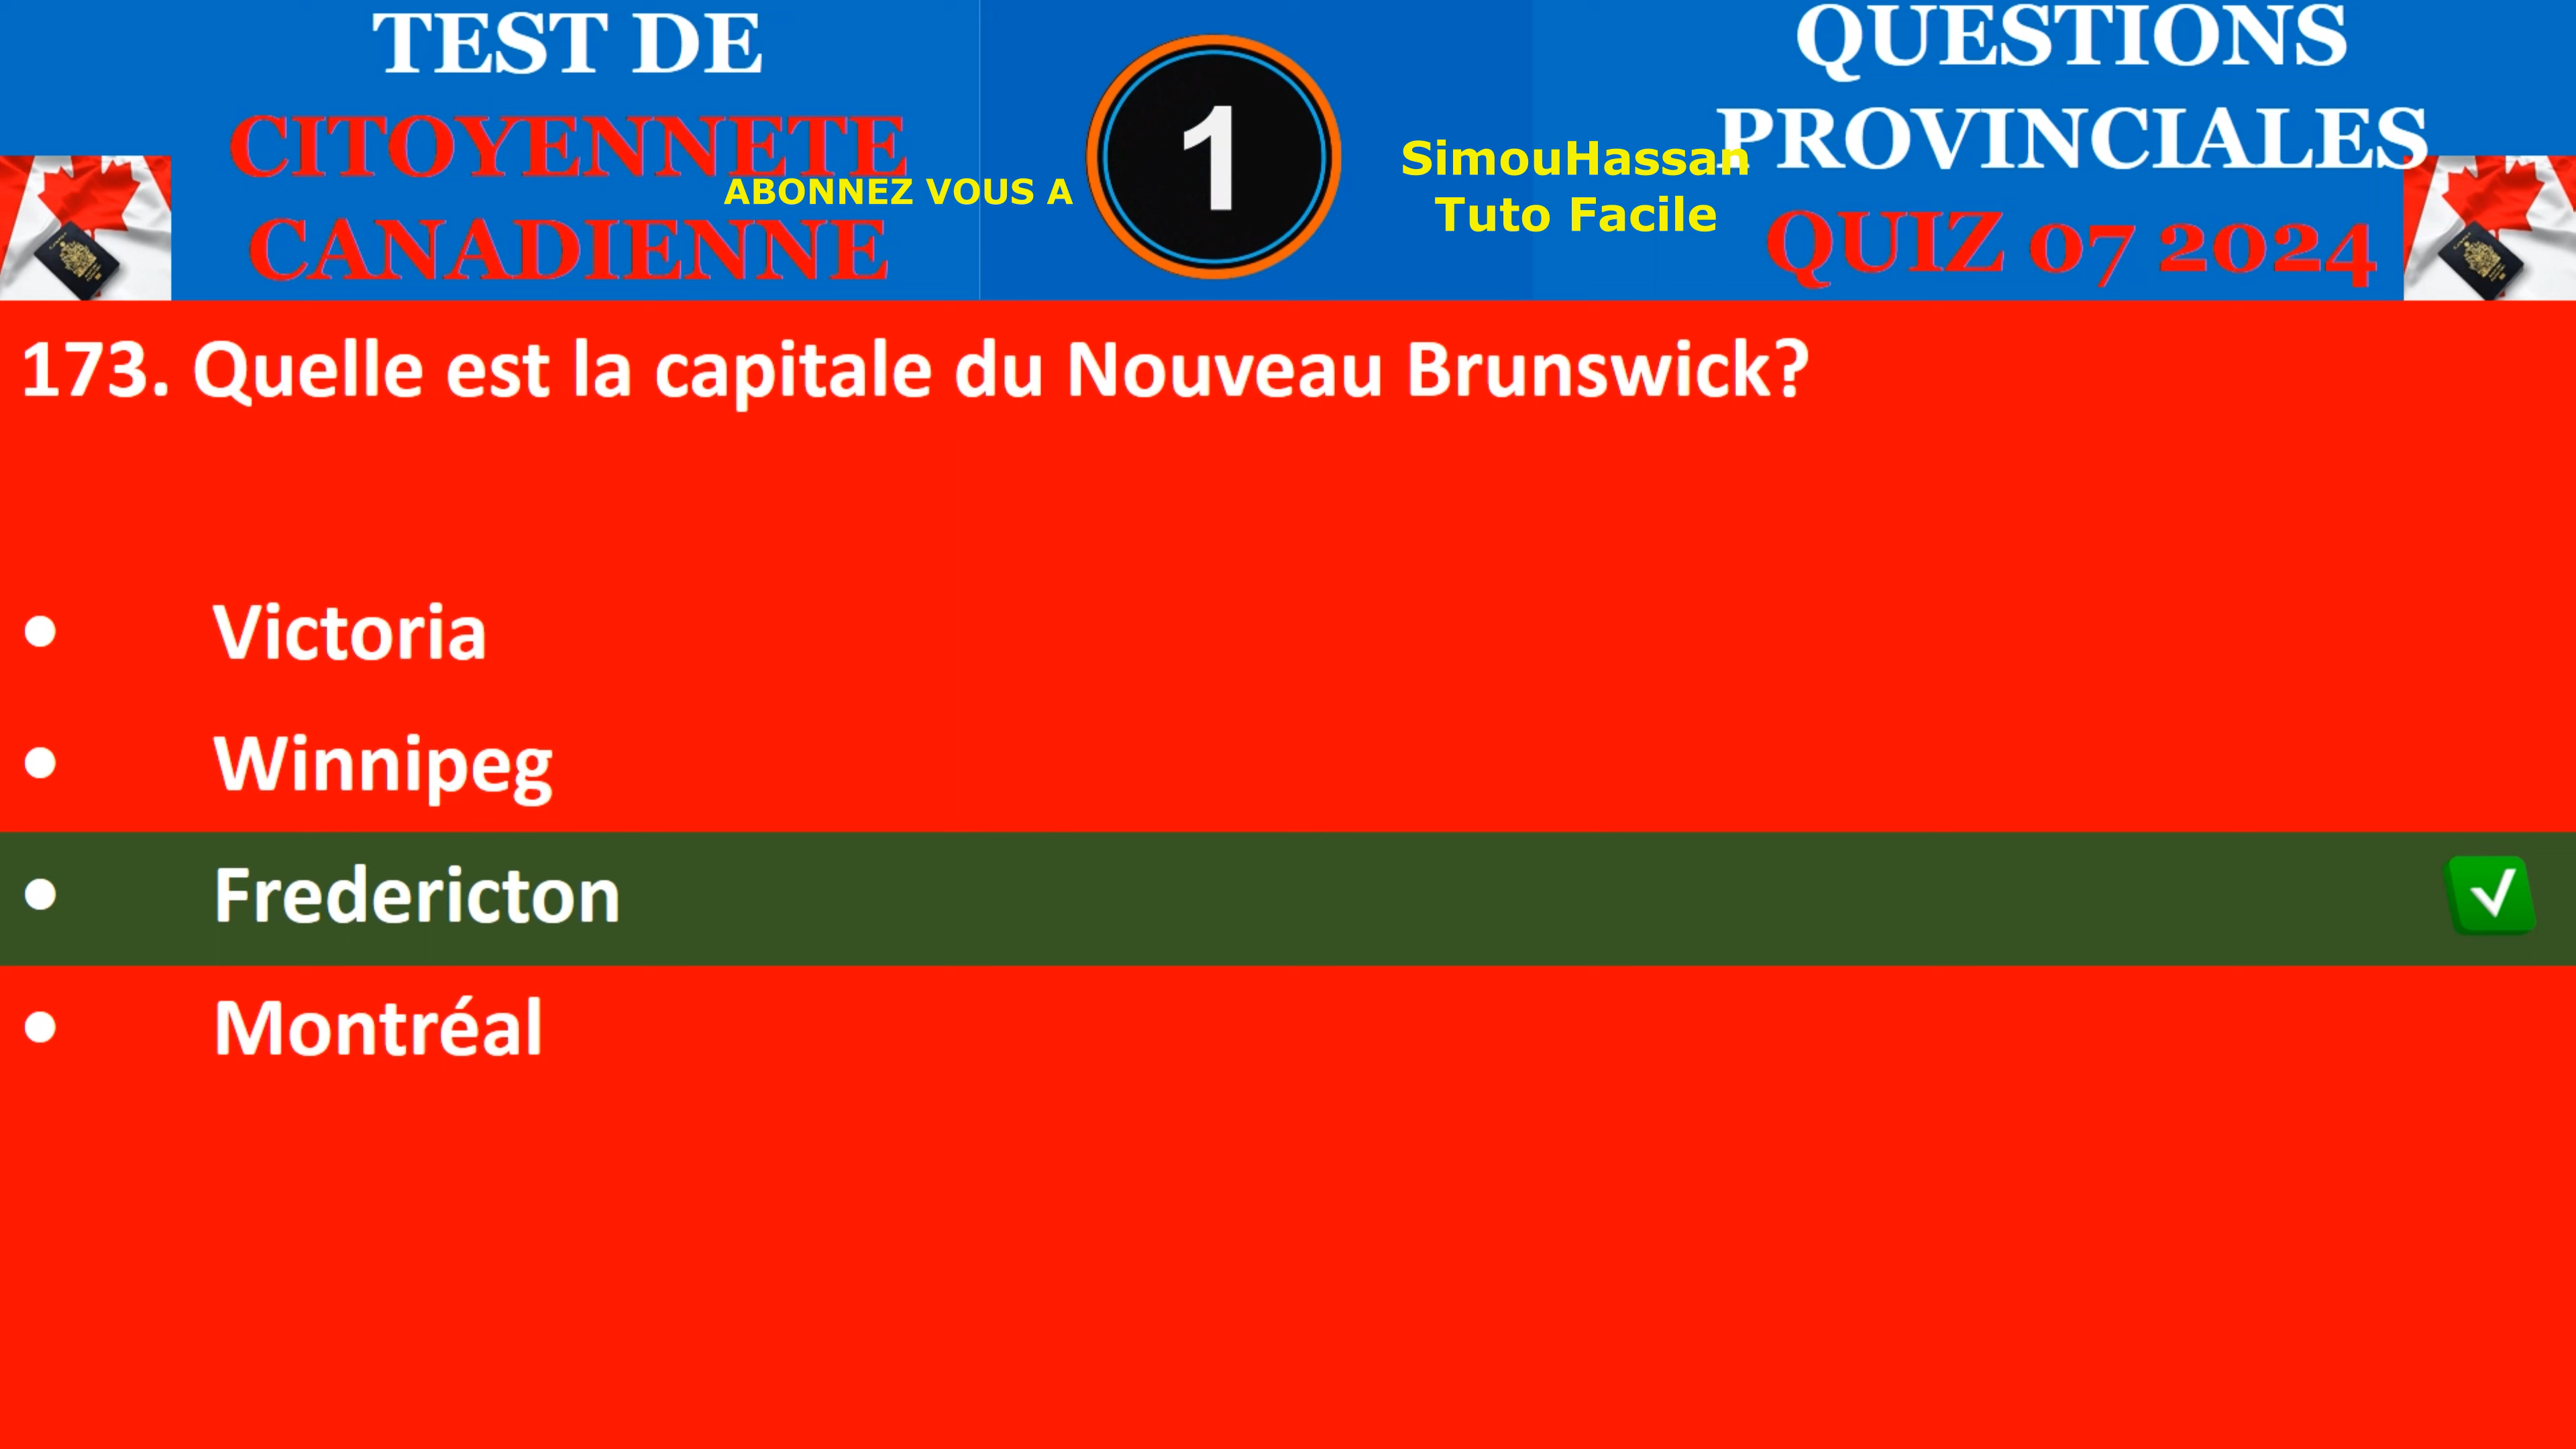 TEST DE
CITOYENNETE
CANADIENNE
ABONNEZ VOUS A
1
SimouHassan
Tuto Facile
QUESTIONS
PROVINCIALES
QUIZ 07 2024
173. Quelle est la capitale du Nouveau Brunswick?
• Victoria
• Winnipeg
• Fredericton
• Montréal